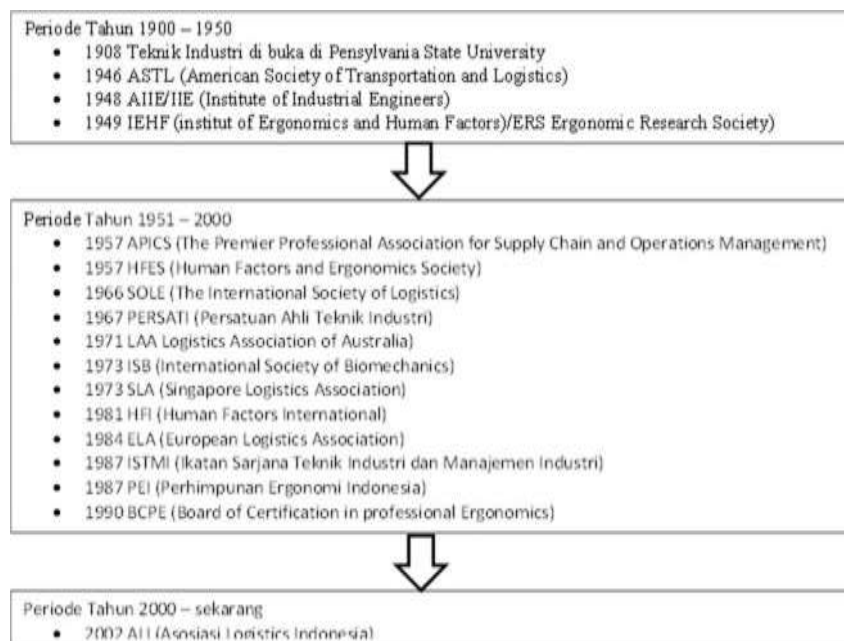 Periode Tahun 1900 – 1950
• 1908 Teknik Industri di buka di Pensylvania State University
• 1946 ASTL (American Society of Transportation and Logistics)
• 1948 AIIE/IIE (Institute of Industrial Engineers)
• 1949 IEHF (institut of Ergonomics and Human Factors)/ERS Ergonomic Research Society)
Periode Tahun 1951 – 2000
• 1957 APICS (The Premier Professional Association for Supply Chain and Operations Management)
• 1957 HFES (Human Factors and Ergonomics Society)
• 1966 SOLE (The International Society of Logistics)
• 1967 PERSATI (Persatuan Ahli Teknik Industri)
• 1971 LAA Logistics Association of Australia)
• 1973 ISB (International Society of Biomechanics)
• 1973 SLA (Singapore Logistics Association)
• 1981 HFI (Human Factors International)
• 1984 ELA (European Logistics Association)
• 1987 ISTMI (Ikatan Sarjana Teknik Industri dan Manajemen Industri)
• 1987 PEI (Perhimpunan Ergonomi Indonesia)
• 1990 BCPE (Board of Certification in professional Ergonomics)
Periode Tahun 2000 – sekarang
• 2002 ALI (Asosiasi Logistics Indonesia)